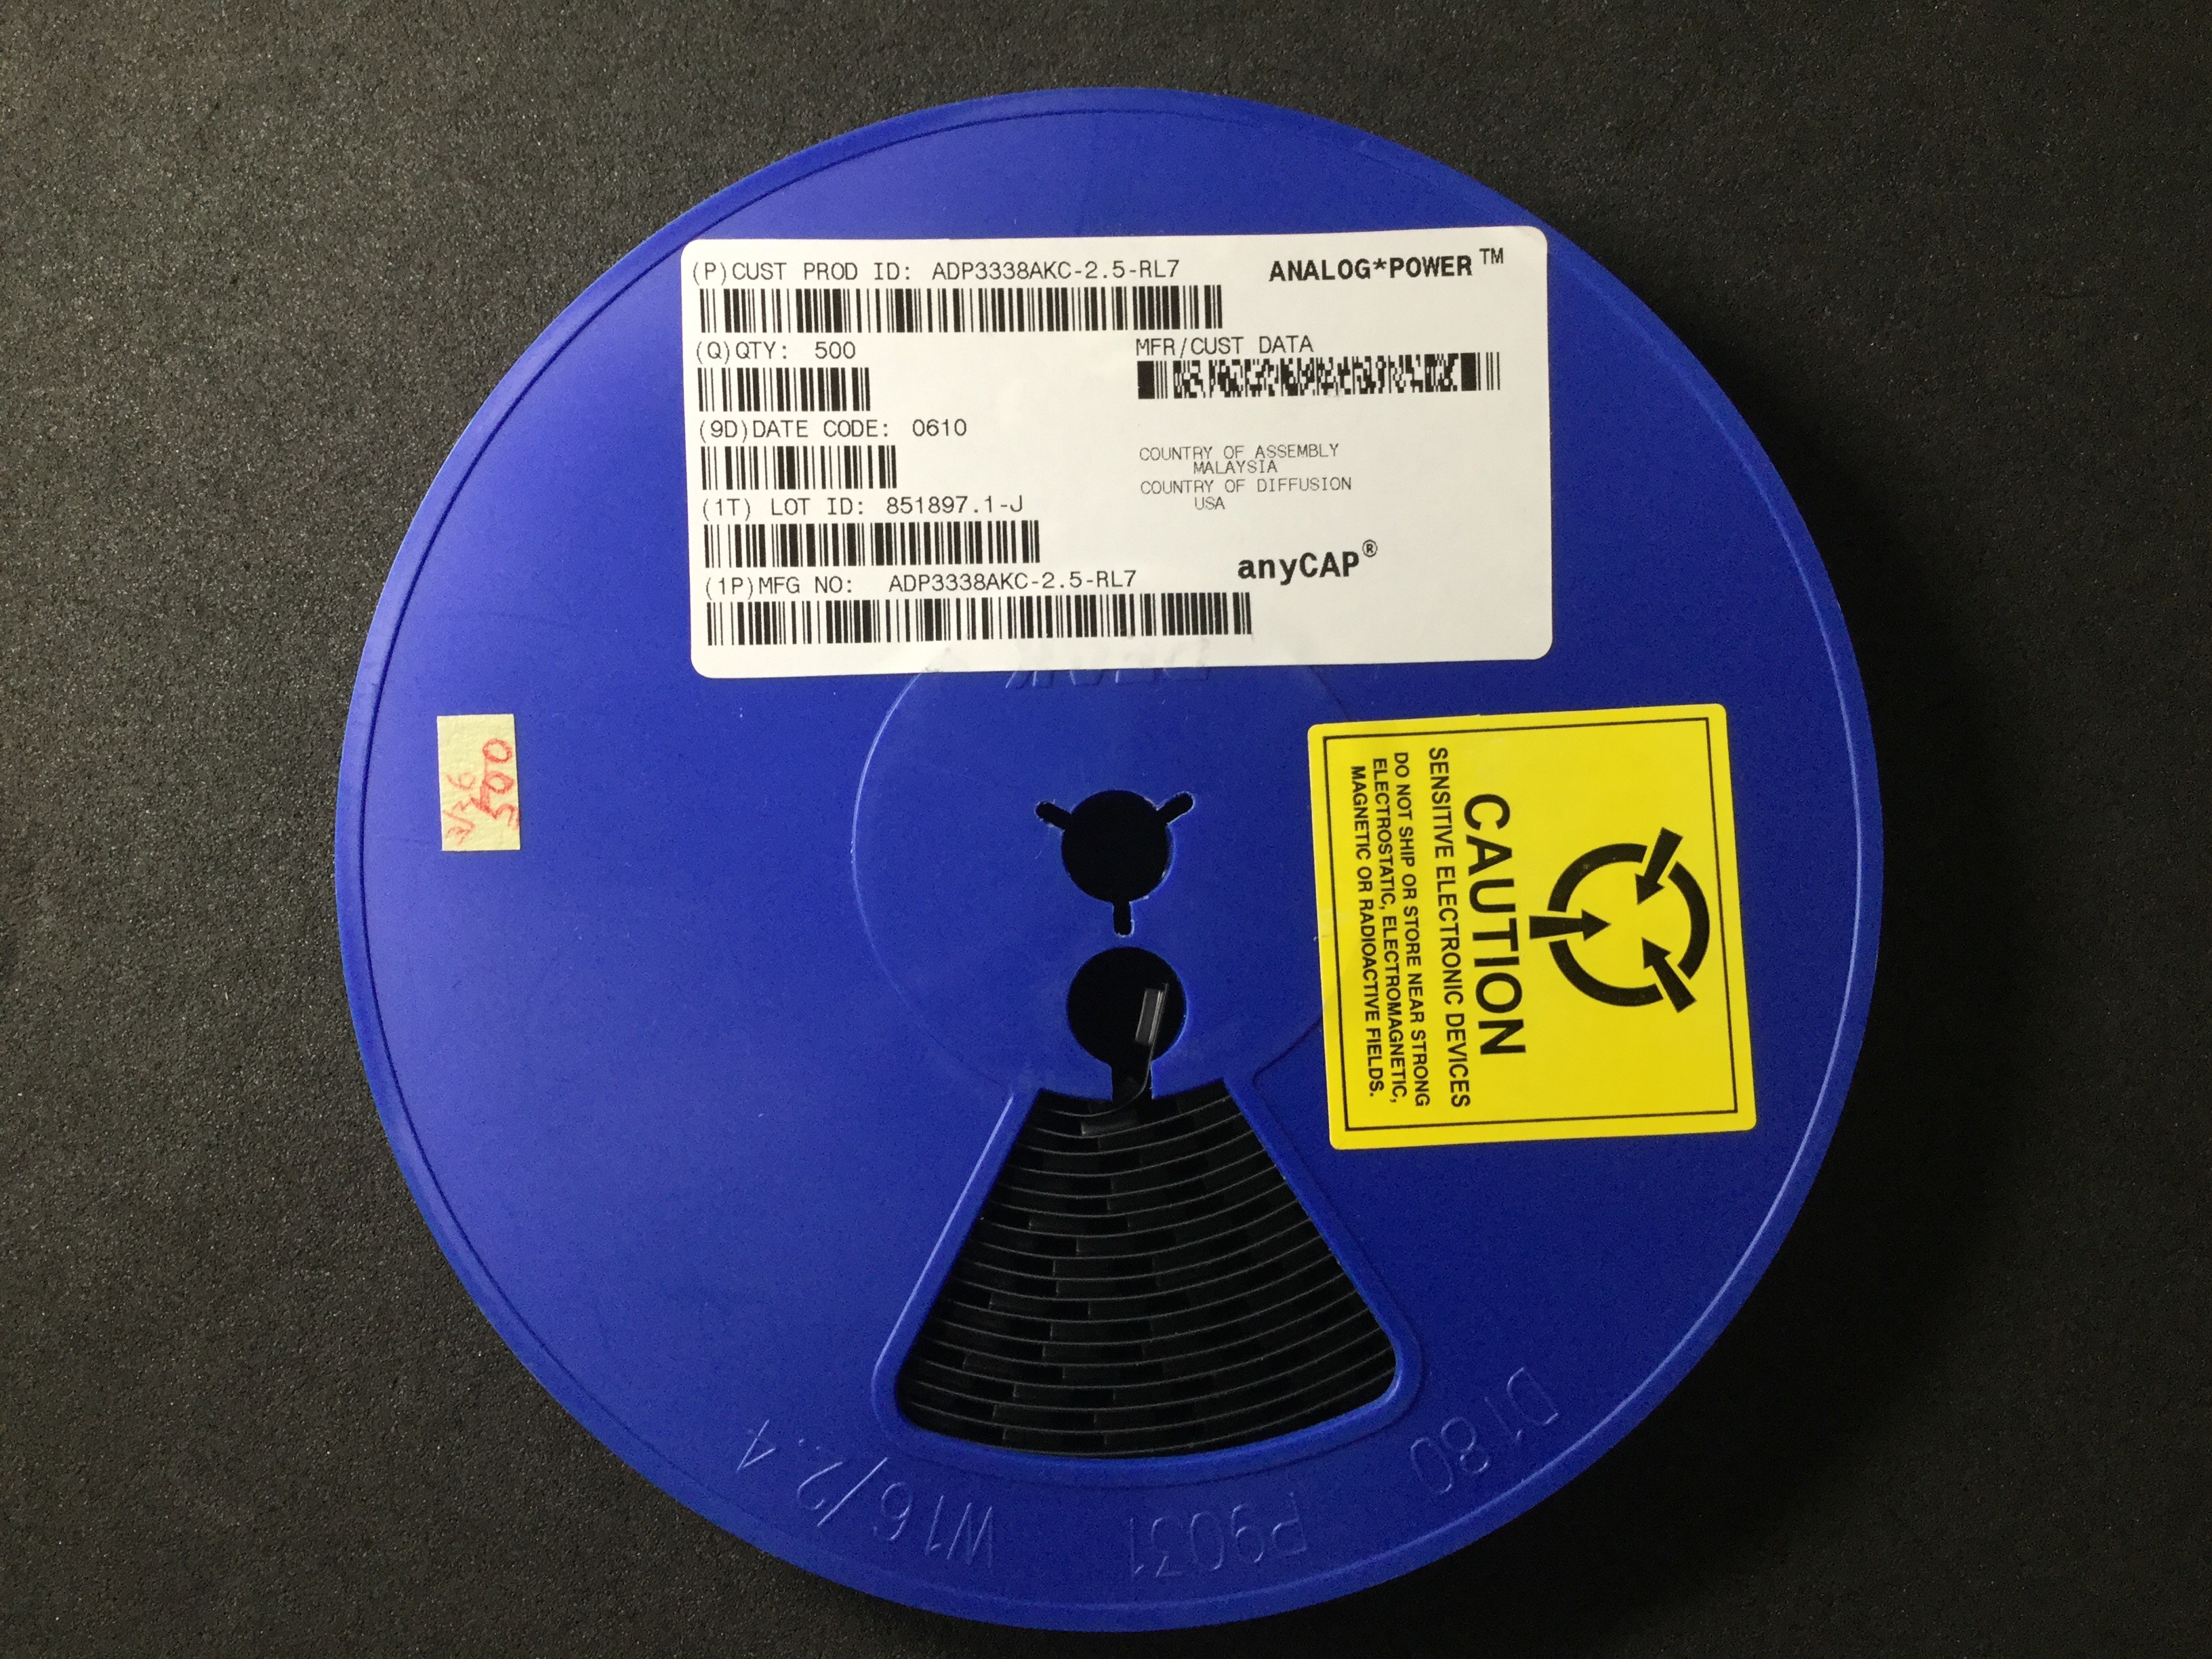 (P)CUST PROD ID: ADP3338AKC-2.5-RL7
ANALOG*POWER™
(Q)QTY: 500
MFR/CUST DATA
(9D)DATE CODE: 0610
COUNTRY OF ASSEMBLY
MALAYSIA
COUNTRY OF DIFFUSION
USA
(1T) LOT ID: 851897.1-J
anyCAP®
(1P)MFG NO: ADP3338AKC-2.5-RL7
500
CAUTION
SENSITIVE ELECTRONIC DEVICES
DO NOT SHIP OR STORE NEAR STRONG
ELECTROSTATIC, ELECTROMAGNETIC,
MAGNETIC OR RADIOACTIVE FIELDS.
D180 P9031 W16/2.4